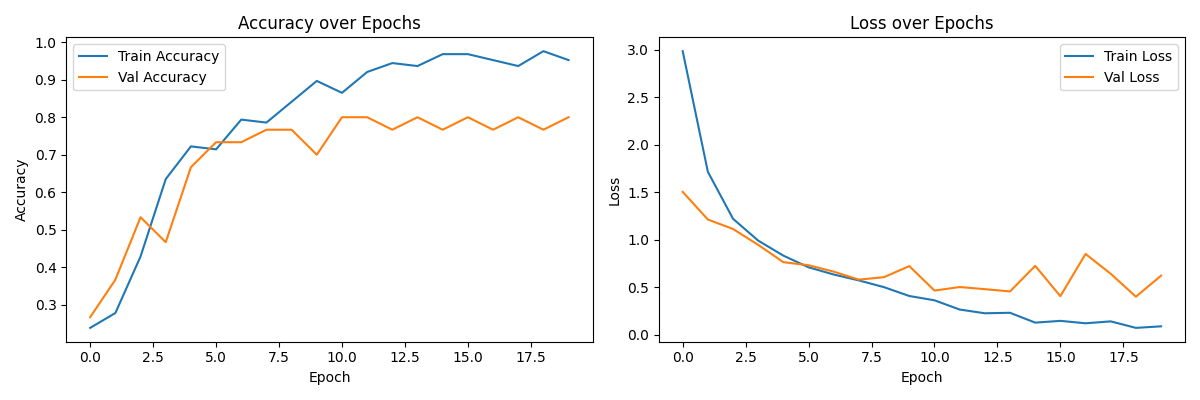 Accuracy over Epochs
Train Accuracy
Val Accuracy
Accuracy
1.0
0.9
0.8
0.7
0.6
0.5
0.4
0.3
0.0 2.5 5.0 7.5 10.0 12.5 15.0 17.5
Epoch
Loss over Epochs
Train Loss
Val Loss
Loss
3.0
2.5
2.0
1.5
1.0
0.5
0.0
0.0 2.5 5.0 7.5 10.0 12.5 15.0 17.5
Epoch